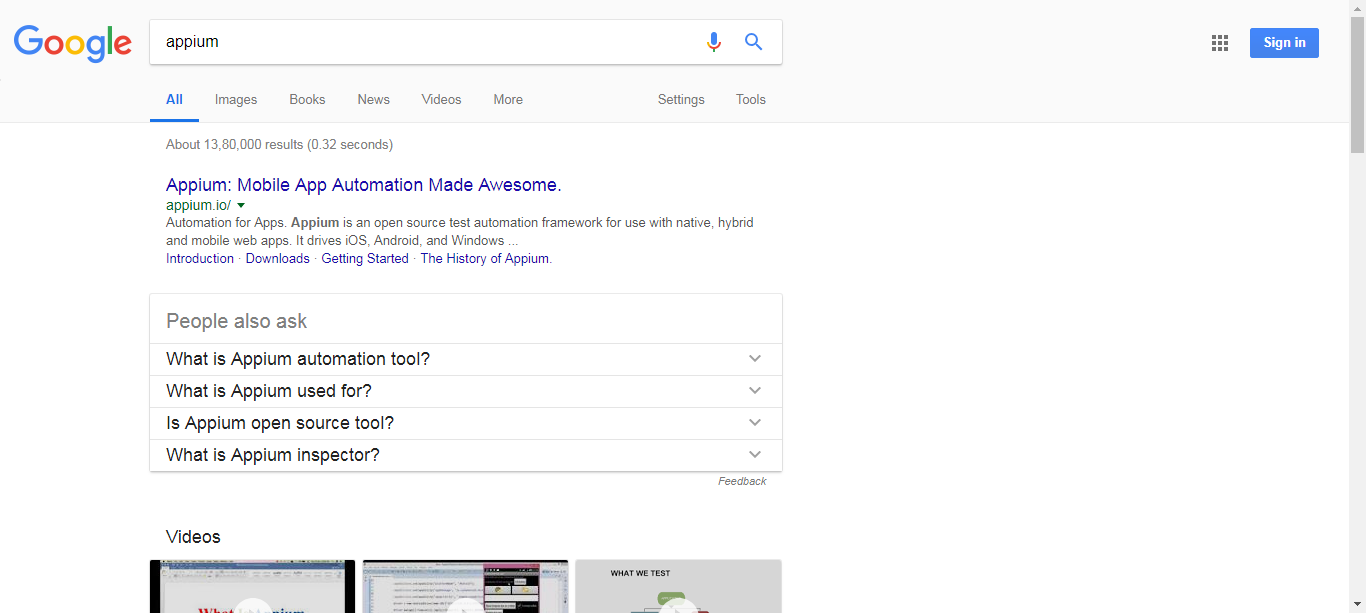 Google
appium
Sign in
All Images Books News Videos More Settings Tools
About 13,80,000 results (0.32 seconds)
Appium: Mobile App Automation Made Awesome.
appium.io/
Automation for Apps. Appium is an open source test automation framework for use with native, hybrid
and mobile web apps. It drives iOS, Android, and Windows ...
Introduction · Downloads · Getting Started · The History of Appium.
People also ask
What is Appium automation tool?
What is Appium used for?
Is Appium open source tool?
What is Appium inspector?
Feedback
Videos
WHAT WE TEST